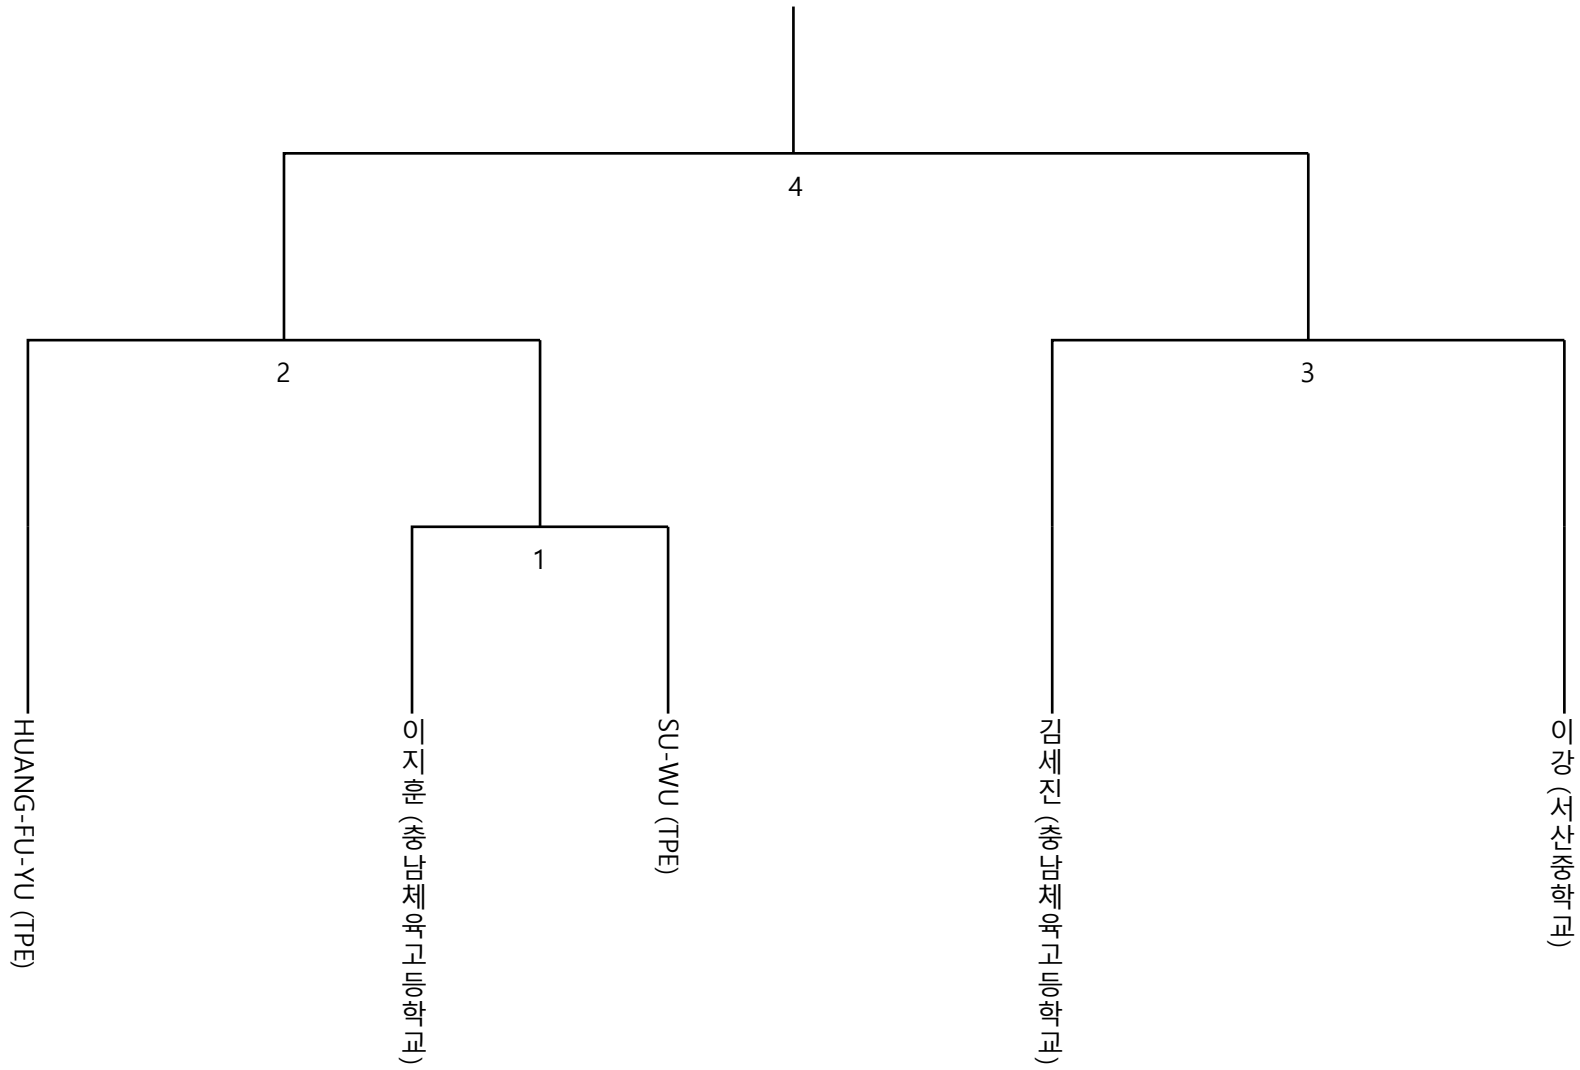 4
2
3
1
HUANG-FU-YU (TPE)
이지훈 (충남체육고등학교)
SU-WU (TPE)
김세진 (충남체육고등학교)
이강 (서산중학교)